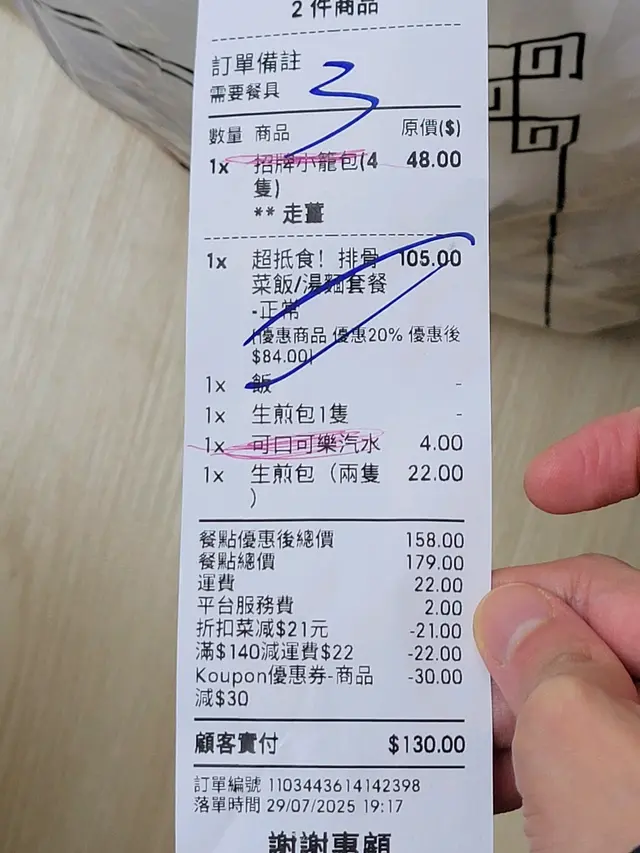 2 件商品
訂單備註
需要餐具
3
數量 商品 原價($)
1x 招牌小籠包(4 48.00
隻)
** 走薑
1x 超抵食! 排骨 105.00
菜飯/湯麵套餐
-正常
(優惠商品 優惠20% 優惠後
$84.00)
1x 飯 -
1x 生煎包1隻 -
1x 可口可樂汽水 4.00
1x 生煎包 (兩隻 22.00
)
餐點優惠後總價 158.00
餐點總價 179.00
運費 22.00
平台服務費 2.00
折扣菜減$21元 -21.00
滿$140減運費$22 -22.00
Koupon優惠券-商品 -30.00
減$30
顧客實付 $130.00
訂單編號 1103443614142398
落單時間 29/07/2025 19:17
謝謝惠顧